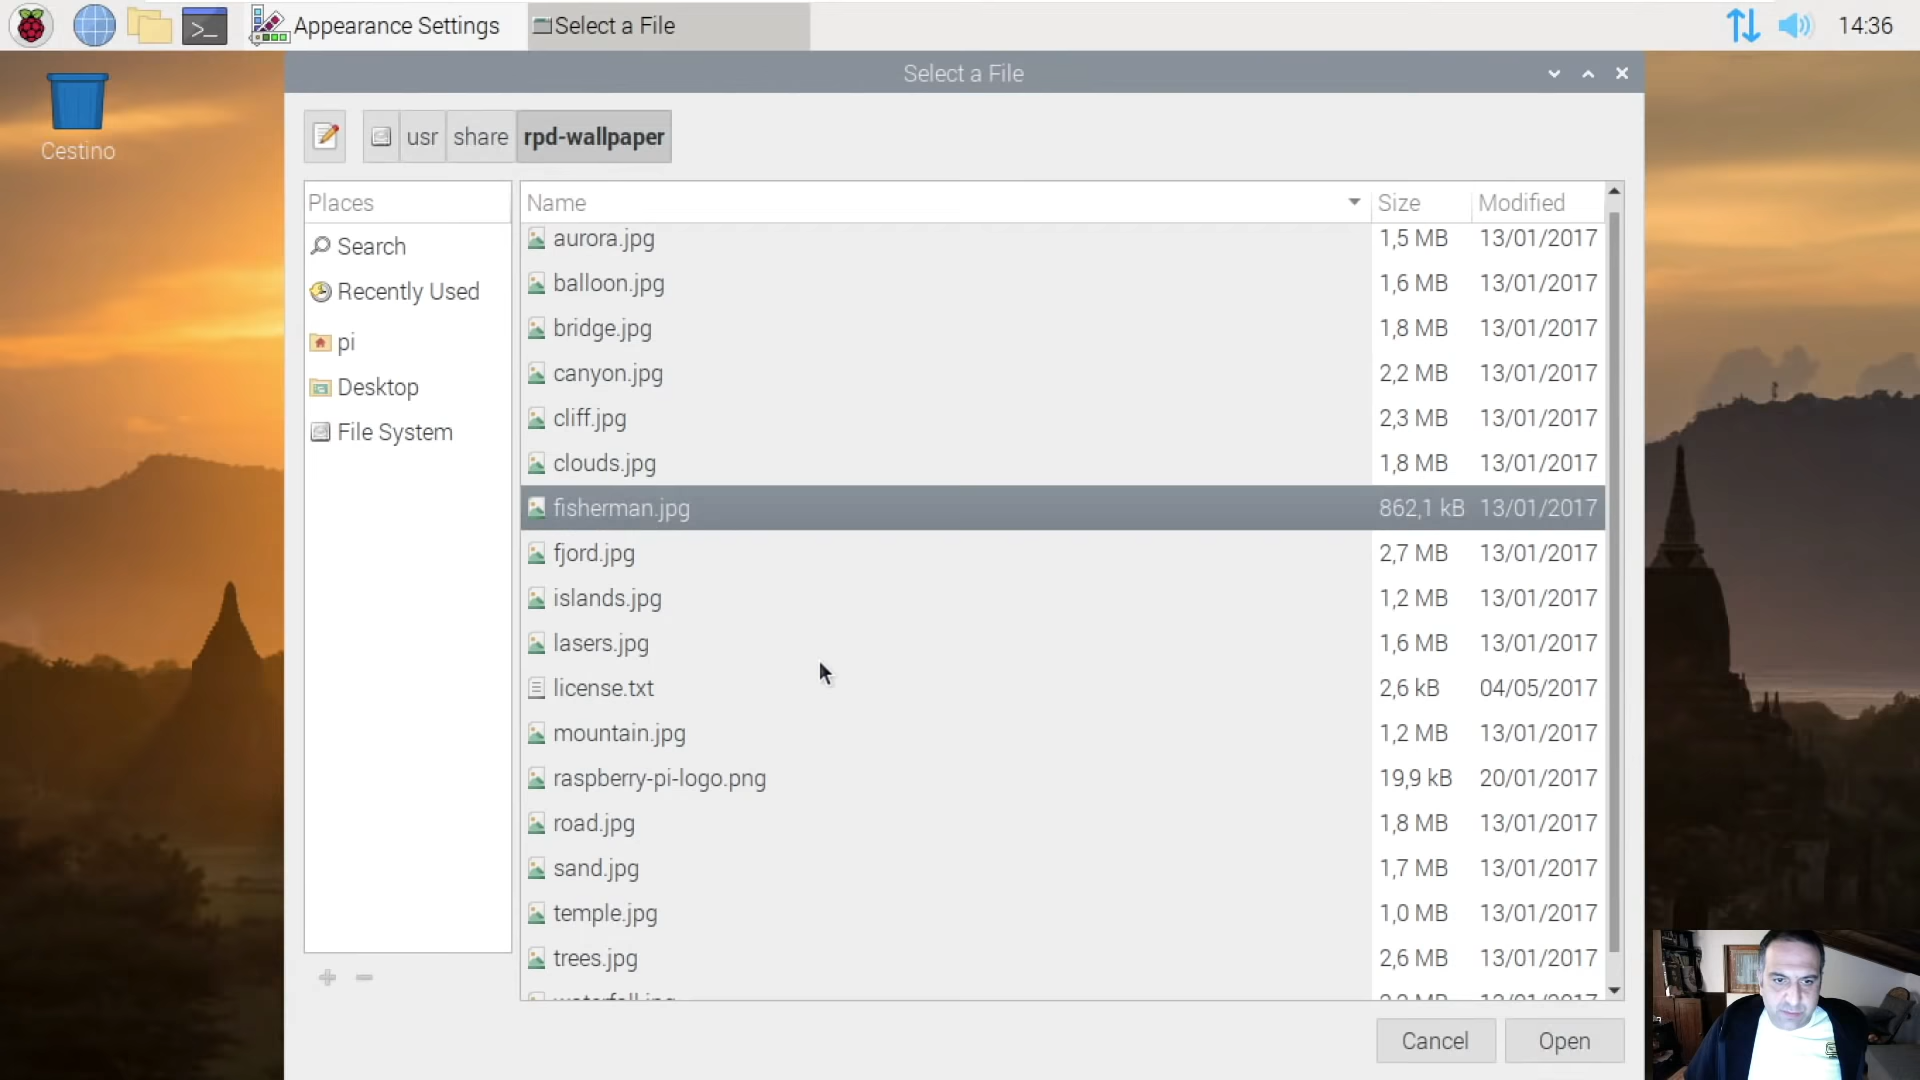 Appearance Settings
Select a File
14:36
Select a File
Cestino
usr
share
rpd-wallpaper
Places
Search
Recently Used
pi
Desktop
File System
Name Size Modified
aurora.jpg 1,5 MB 13/01/2017
balloon.jpg 1,6 MB 13/01/2017
bridge.jpg 1,8 MB 13/01/2017
canyon.jpg 2,2 MB 13/01/2017
cliff.jpg 2,3 MB 13/01/2017
clouds.jpg 1,8 MB 13/01/2017
fisherman.jpg 862,1 kB 13/01/2017
fjord.jpg 2,7 MB 13/01/2017
islands.jpg 1,2 MB 13/01/2017
lasers.jpg 1,6 MB 13/01/2017
license.txt 2,6 kB 04/05/2017
mountain.jpg 1,2 MB 13/01/2017
raspberry-pi-logo.png 19,9 kB 20/01/2017
road.jpg 1,8 MB 13/01/2017
sand.jpg 1,7 MB 13/01/2017
temple.jpg 1,0 MB 13/01/2017
trees.jpg 2,6 MB 13/01/2017
Cancel
Open